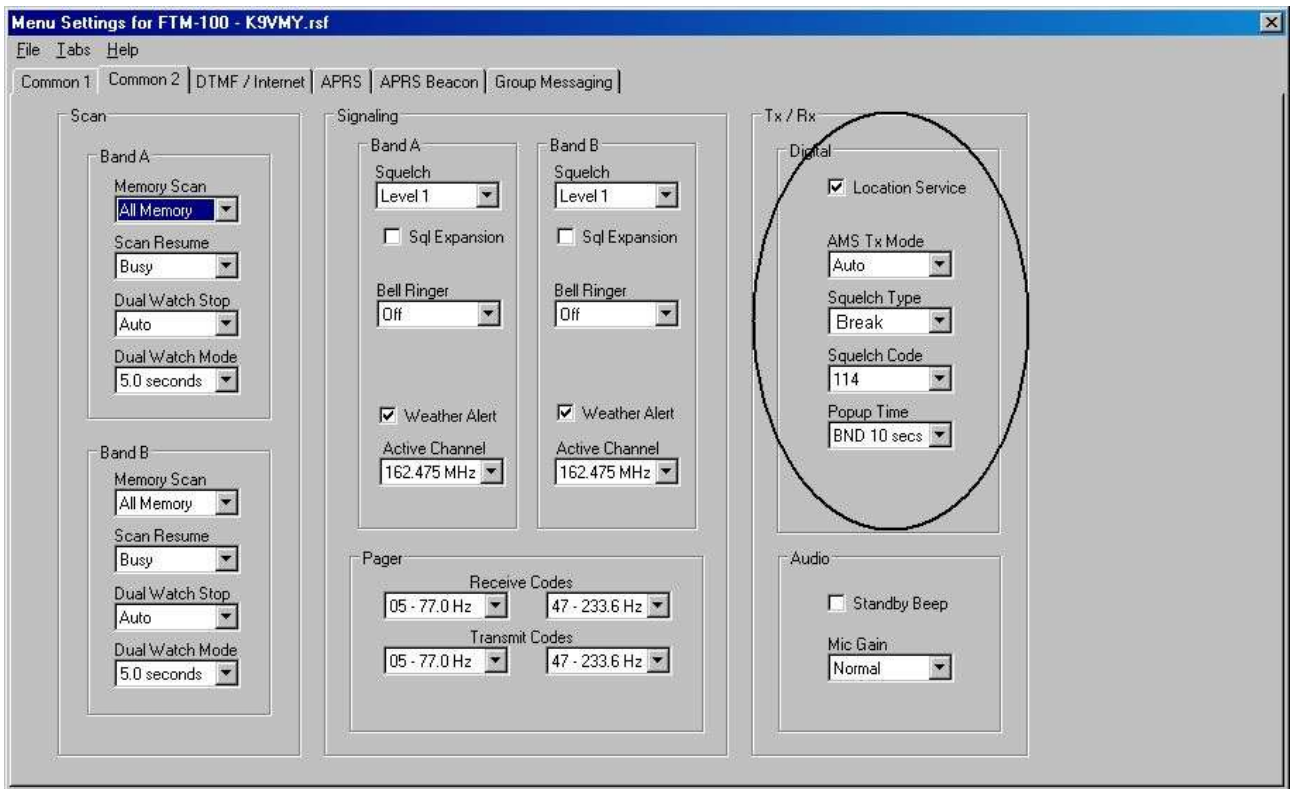 Menu Settings for FTM-100 - K9VMY.rsf
File Tabs Help
Common 1 Common 2 DTMF / Internet APRS APRS Beacon Group Messaging
Scan
Band A
Memory Scan
All Memory
Scan Resume
Busy
Dual Watch Stop
Auto
Dual Watch Mode
5.0 seconds
Band B
Memory Scan
All Memory
Scan Resume
Busy
Dual Watch Stop
Auto
Dual Watch Mode
5.0 seconds
Signaling
Band A
Squelch
Level 1
Sql Expansion
Bell Ringer
Off
Weather Alert
Active Channel
162.475 MHz
Band B
Squelch
Level 1
Sql Expansion
Bell Ringer
Off
Weather Alert
Active Channel
162.475 MHz
Pager
Receive Codes
05 - 77.0 Hz 47 - 233.6 Hz
Transmit Codes
05 - 77.0 Hz 47 - 233.6 Hz
Tx / Rx
Digital
Location Service
AMS Tx Mode
Auto
Squelch Type
Break
Squelch Code
114
Popup Time
BND 10 secs
Audio
Standby Beep
Mic Gain
Normal